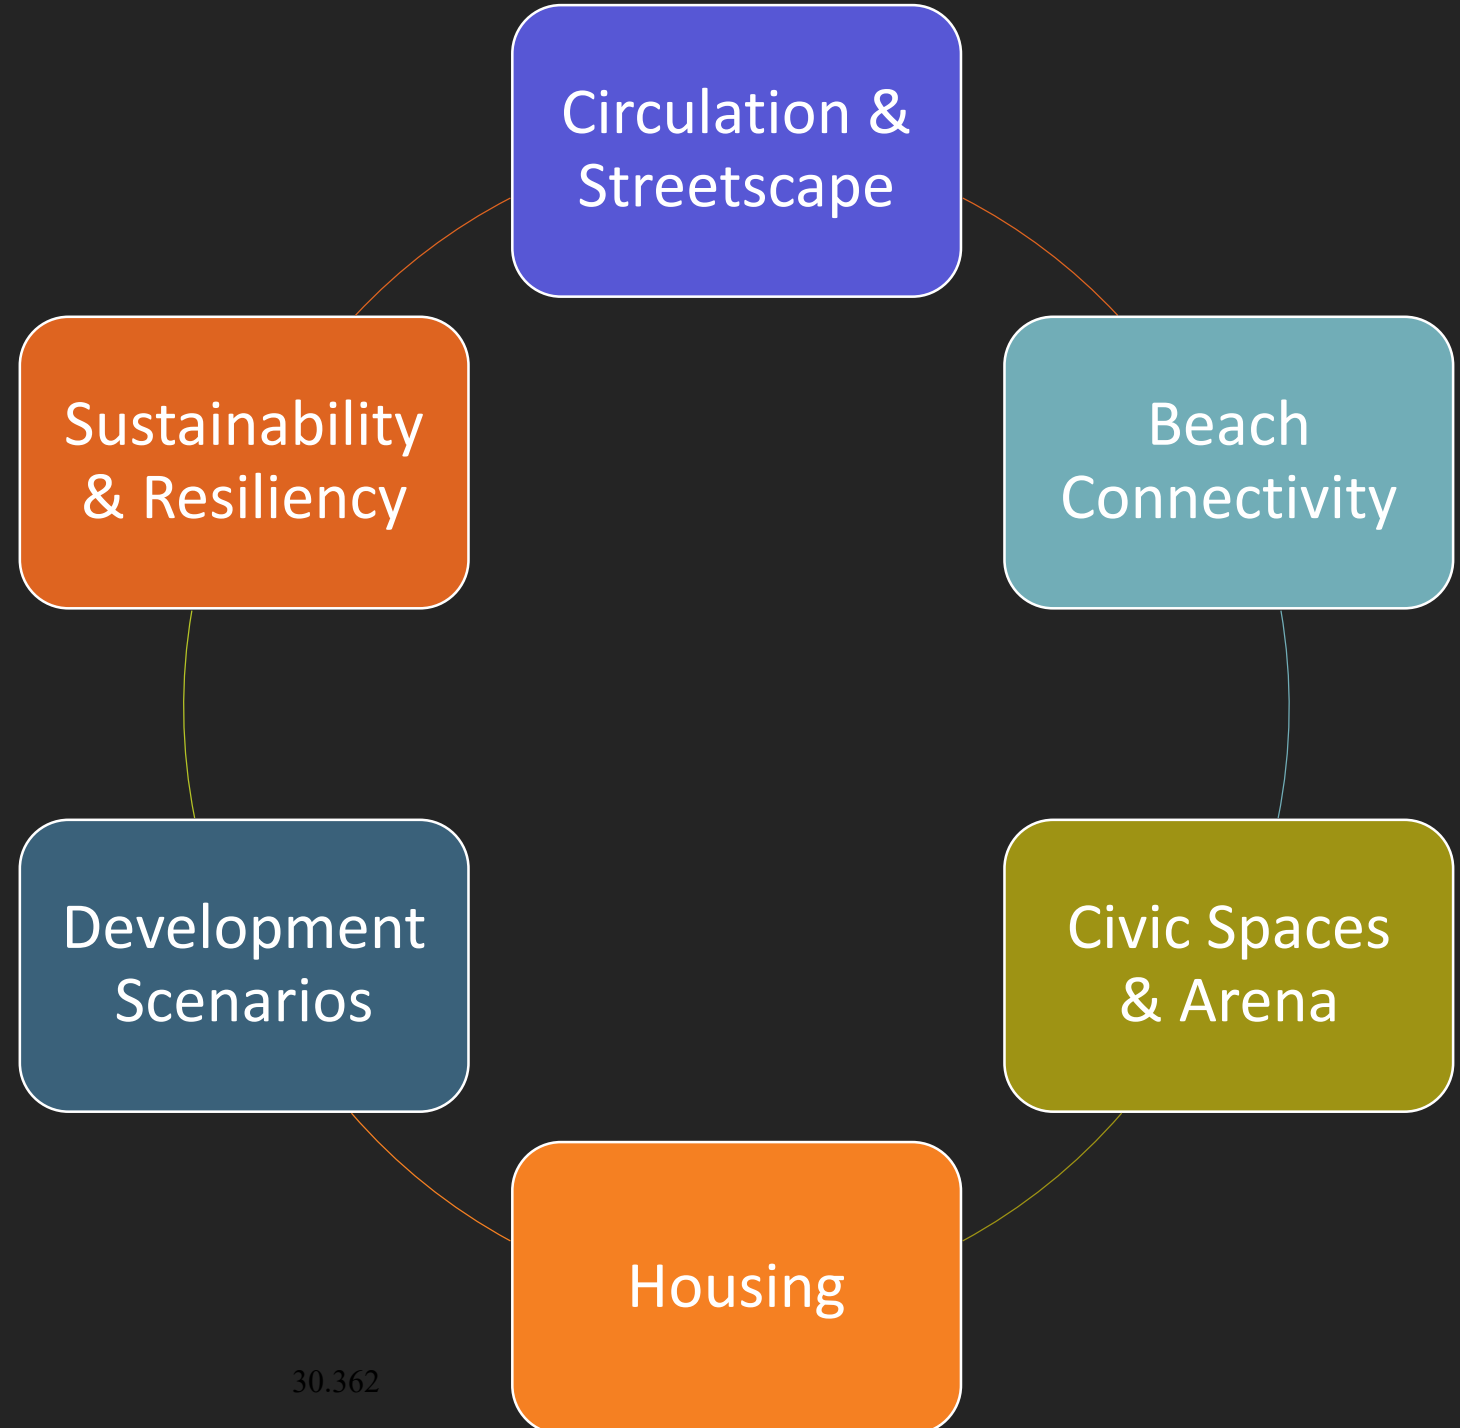 Circulation &
Streetscape
Sustainability
& Resiliency
Beach
Connectivity
Development
Scenarios
Civic Spaces
& Arena
Housing
30.362